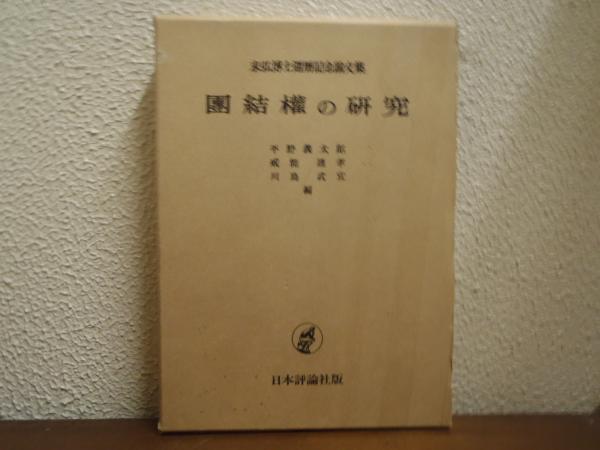 末弘博士還曆記念論文集
團結權の研究
平野義太郎
戒能通孝
川島武宜
編
日本評論社版